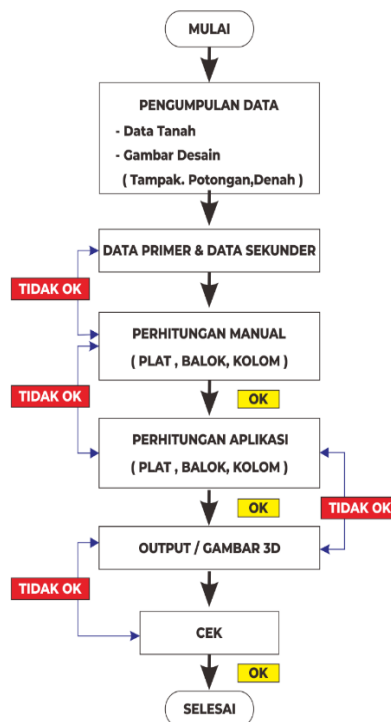 MULAI
PENGUMPULAN DATA
- Data Tanah
- Gambar Desain
( Tampak. Potongan,Denah )
DATA PRIMER & DATA SEKUNDER
TIDAK OK
PERHITUNGAN MANUAL
( PLAT , BALOK, KOLOM )
TIDAK OK
OK
PERHITUNGAN APLIKASI
( PLAT , BALOK, KOLOM )
OK
TIDAK OK
OUTPUT / GAMBAR 3D
TIDAK OK
CEK
OK
SELESAI